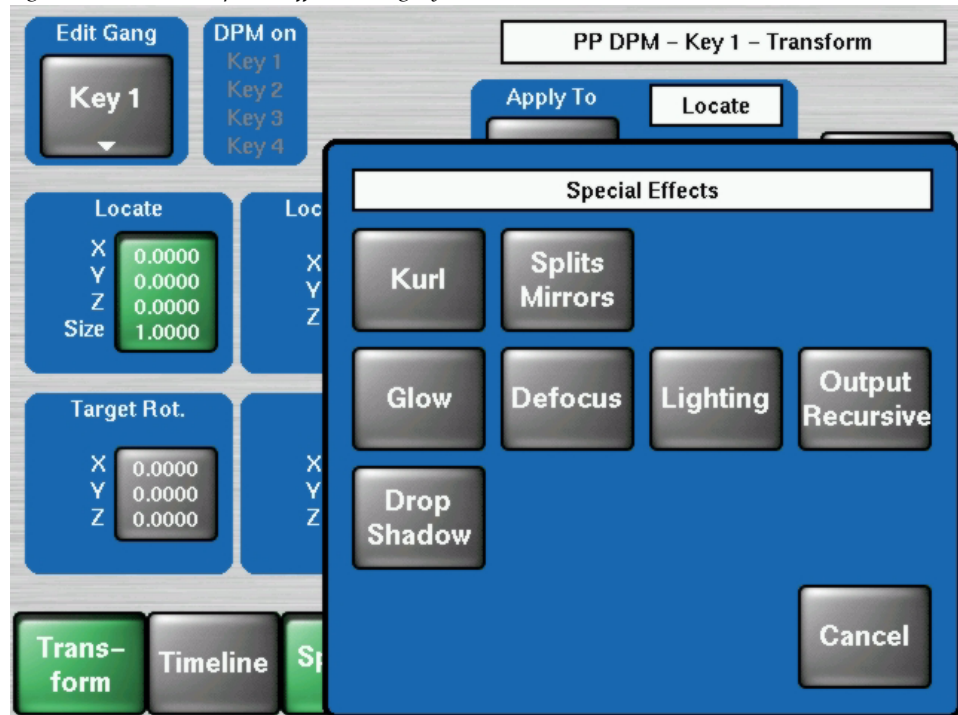 Edit Gang
Key 1
DPM on
Key 1
Key 2
Key 3
Key 4
PP DPM – Key 1 – Transform
Apply To
Locate
Locate
X 0.0000
Y 0.0000
Z 0.0000
Size 1.0000
Loc
X
Y
Z
Target Rot.
X 0.0000
Y 0.0000
Z 0.0000
X
Y
Z
Special Effects
Kurl
Splits
Mirrors
Glow
Defocus
Lighting
Output
Recursive
Drop
Shadow
Cancel
Trans–
form
Timeline
Sp